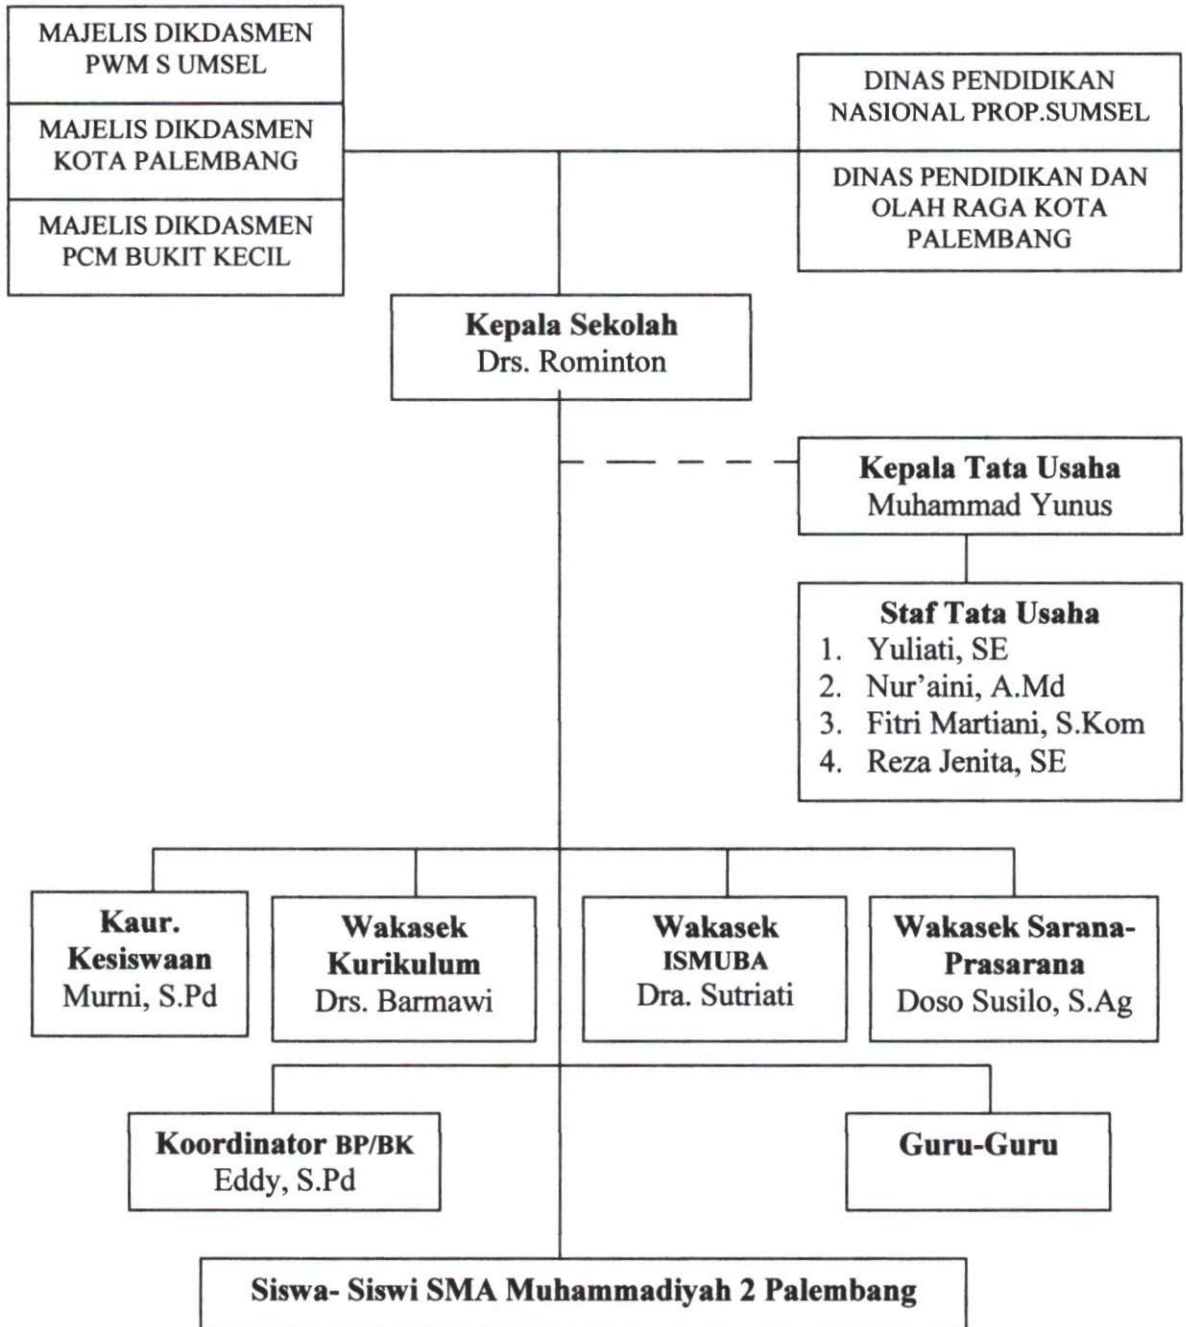 MAJELIS DIKDASMEN
PWM S UMSEL
MAJELIS DIKDASMEN
KOTA PALEMBANG
MAJELIS DIKDASMEN
PCM BUKIT KECIL
DINAS PENDIDIKAN
NASIONAL PROP.SUMSEL
DINAS PENDIDIKAN DAN
OLAH RAGA KOTA
PALEMBANG
Kepala Sekolah
Drs. Rominton
Kepala Tata Usaha
Muhammad Yunus
Staf Tata Usaha
1. Yuliati, SE
2. Nur’aini, A.Md
3. Fitri Martiani, S.Kom
4. Reza Jenita, SE
Kaur.
Kesiswaan
Murni, S.Pd
Wakasek
Kurikulum
Drs. Barmawi
Wakasek
ISMUBA
Dra. Sutriati
Wakasek Sarana-
Prasarana
Doso Susilo, S.Ag
Koordinator BP/BK
Eddy, S.Pd
Guru-Guru
Siswa- Siswi SMA Muhammadiyah 2 Palembang